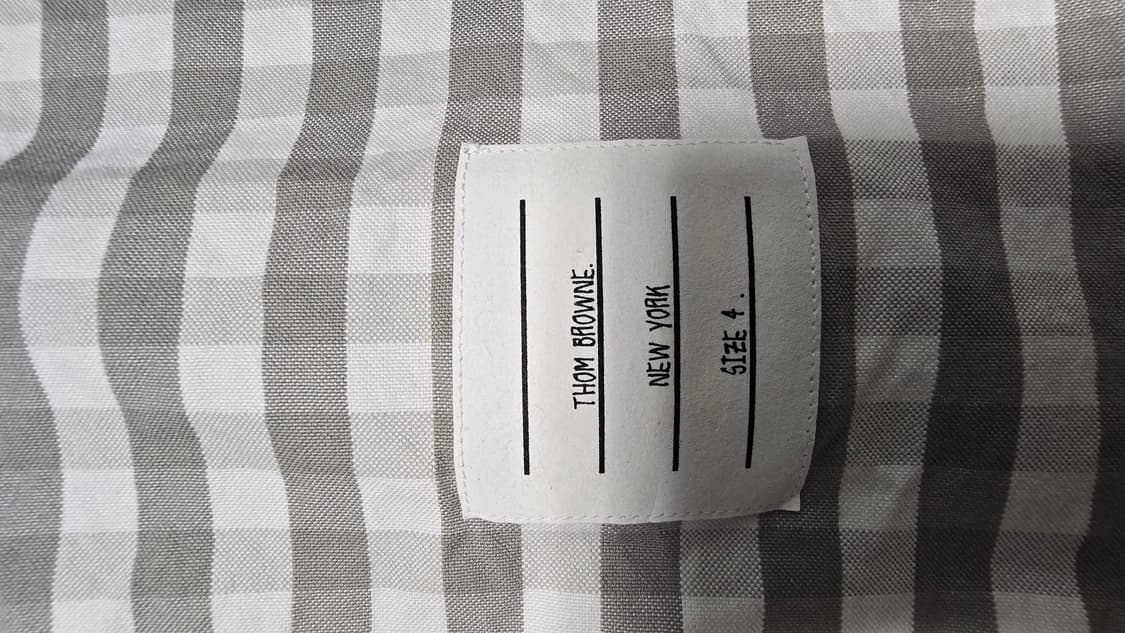 THOM BROWNE.
NEW YORK
SIZE 4 .